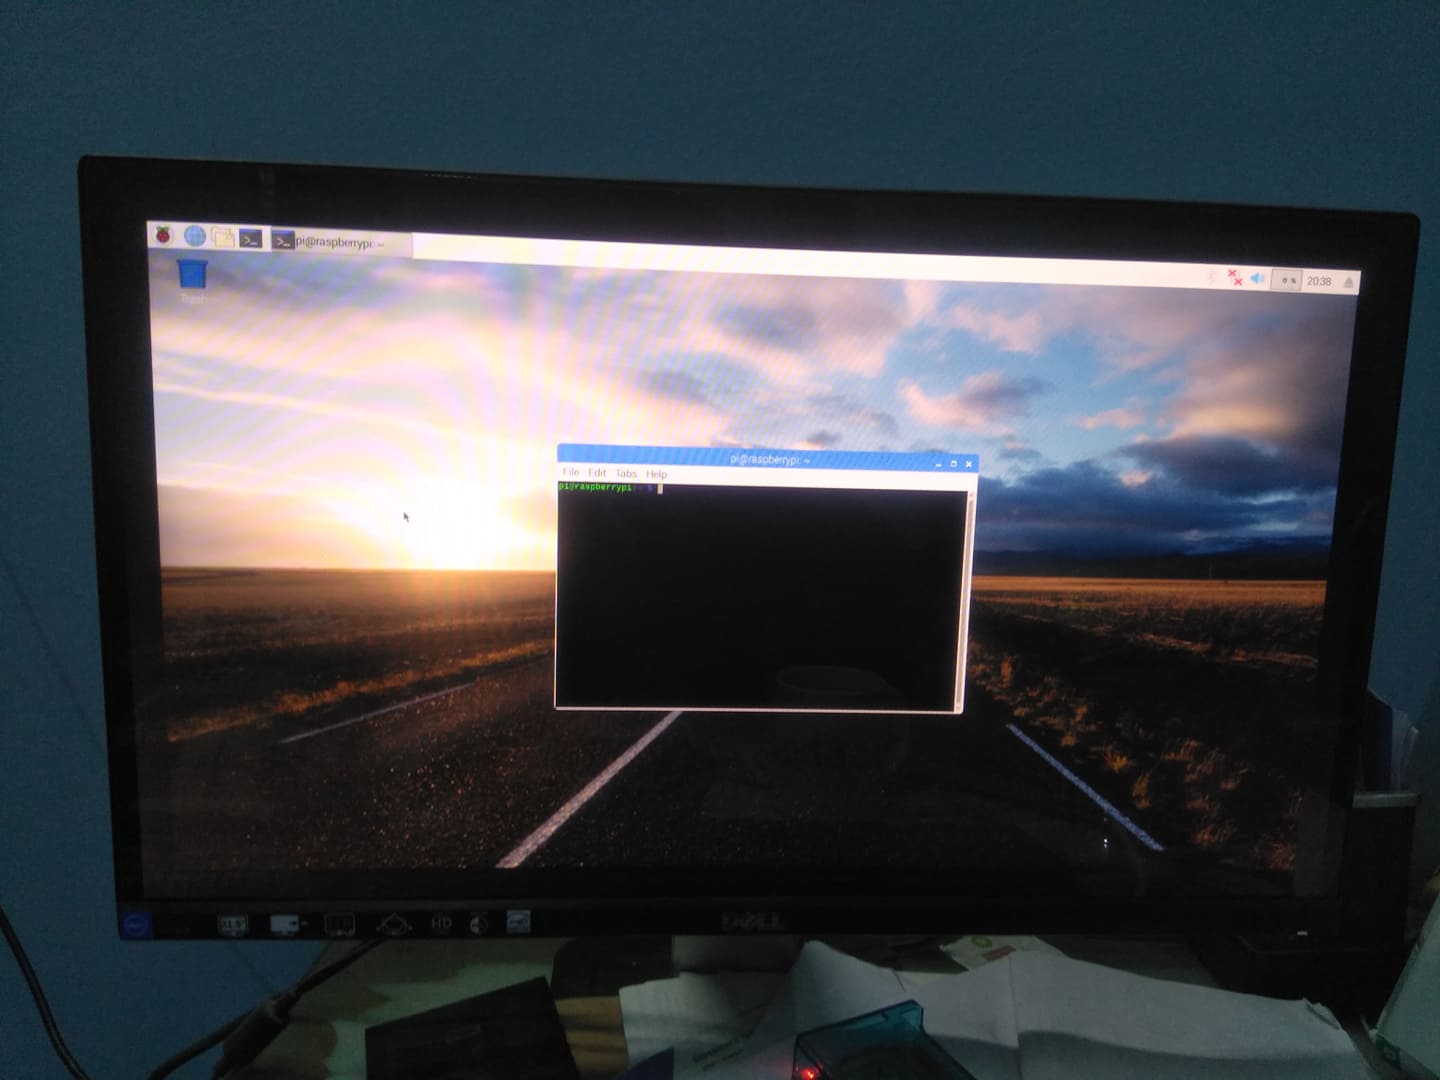 pi@raspberrypi: ~
20:38
Trash
pi@raspberrypi: ~
File Edit Tabs Help
pi@raspberrypi
HD
DELL